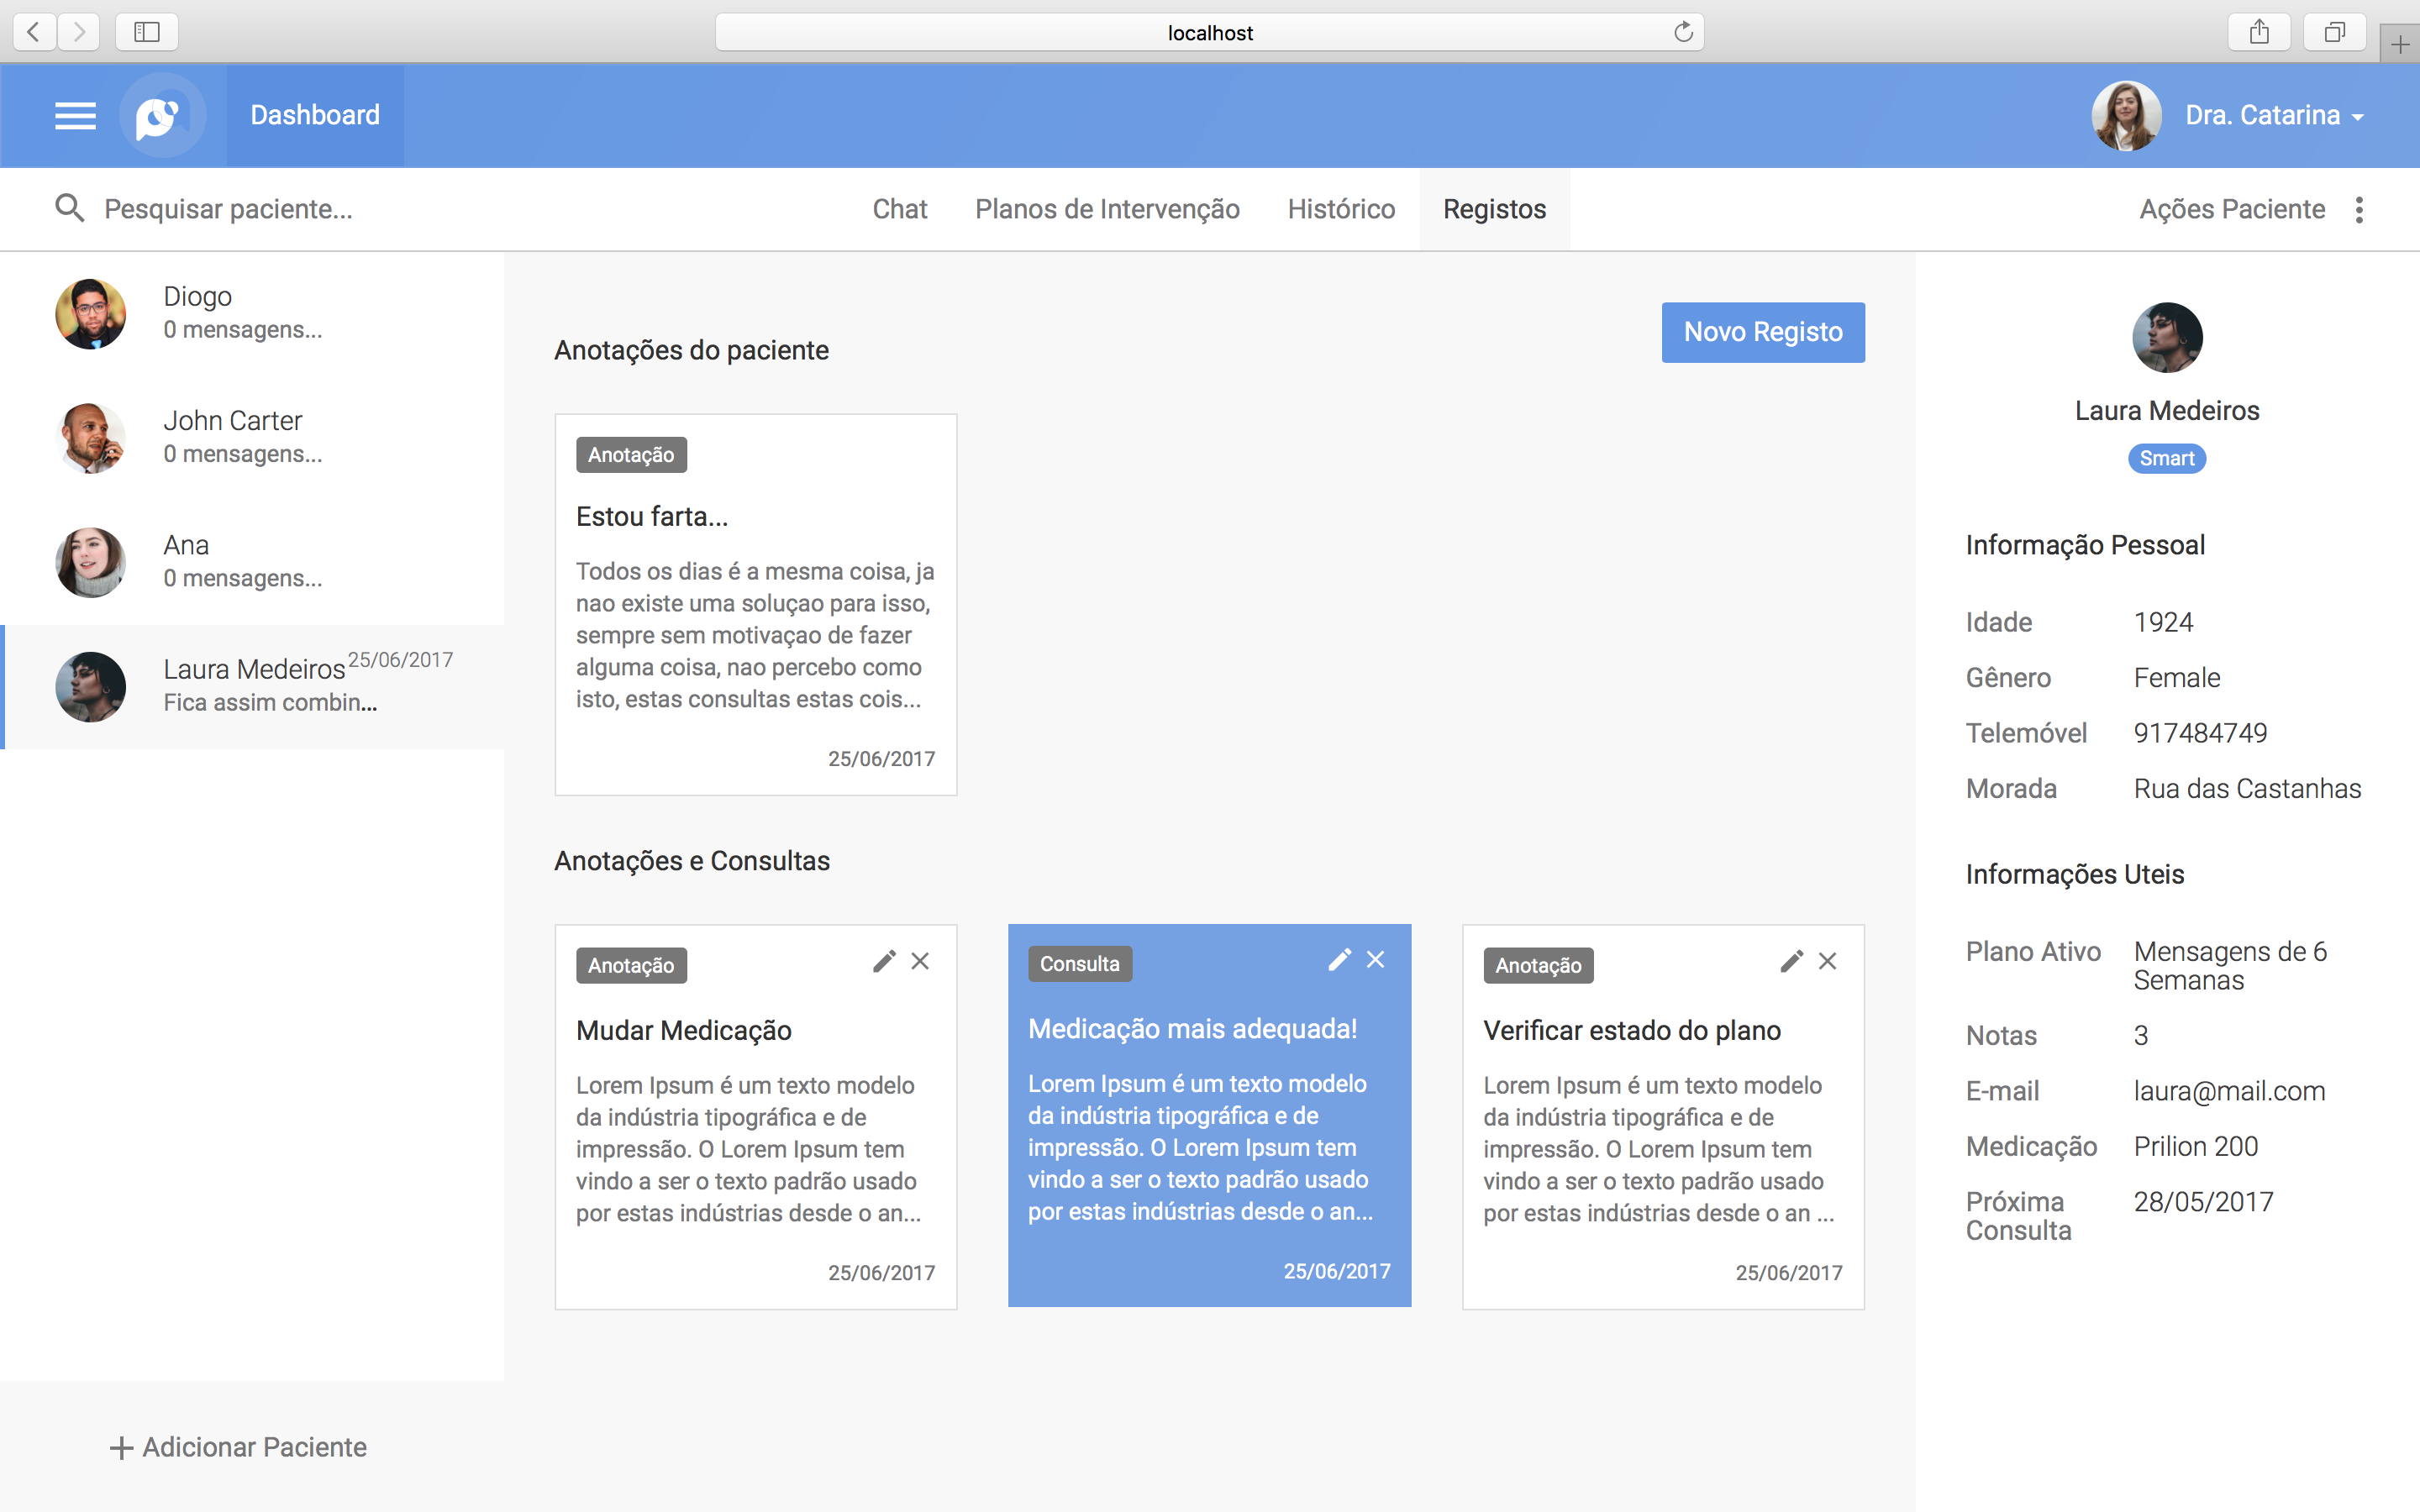 localhost
Dashboard
Dra. Catarina
Pesquisar paciente...
Chat
Planos de Intervenção
Histórico
Registos
Ações Paciente
Diogo
0 mensagens...
John Carter
0 mensagens...
Ana
0 mensagens...
Laura Medeiros
25/06/2017
Fica assim combin...
Adicionar Paciente
Anotações do paciente
Novo Registo
Anotação
Estou farta...
Todos os dias é a mesma coisa, ja
nao existe uma soluçao para isso,
sempre sem motivaçao de fazer
alguma coisa, nao percebo como
isto, estas consultas estas cois...
25/06/2017
Anotações e Consultas
Anotação
Mudar Medicação
Lorem Ipsum é um texto modelo
da indústria tipográfica e de
impressão. O Lorem Ipsum tem
vindo a ser o texto padrão usado
por estas indústrias desde o an...
25/06/2017
Consulta
Medicação mais adequada!
Lorem Ipsum é um texto modelo
da indústria tipográfica e de
impressão. O Lorem Ipsum tem
vindo a ser o texto padrão usado
por estas indústrias desde o an...
25/06/2017
Anotação
Verificar estado do plano
Lorem Ipsum é um texto modelo
da indústria tipográfica e de
impressão. O Lorem Ipsum tem
vindo a ser o texto padrão usado
por estas indústrias desde o an ...
25/06/2017
Laura Medeiros
Smart
Informação Pessoal
Idade 1924
Gênero Female
Telemóvel 917484749
Morada Rua das Castanhas
Informações Uteis
Plano Ativo Mensagens de 6
Semanas
Notas 3
E-mail laura@mail.com
Medicação Prilion 200
Próxima 28/05/2017
Consulta